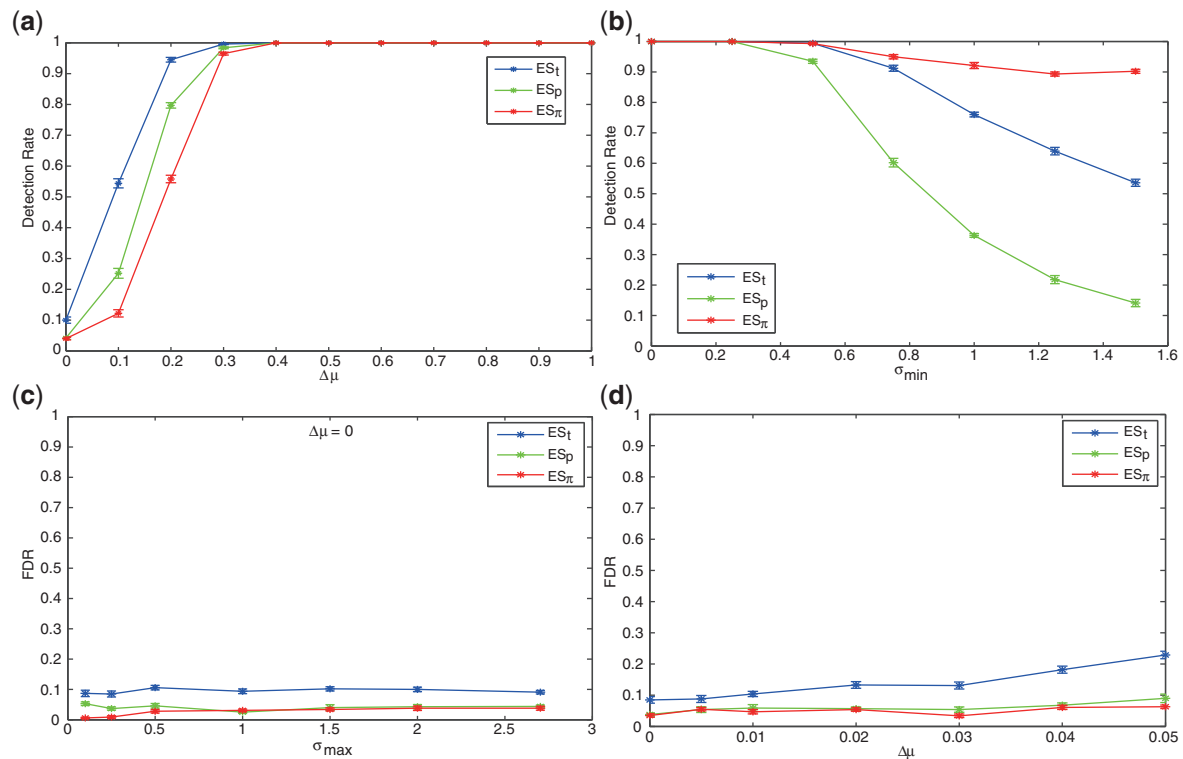 (a)
1
0.9
0.8
0.7
0.6
0.5
0.4
0.3
0.2
0.1
0
Detection Rate
ESt
ESp
ESπ
0 0.1 0.2 0.3 0.4 0.5 0.6 0.7 0.8 0.9 1
Δμ
(b)
1
0.9
0.8
0.7
0.6
0.5
0.4
0.3
0.2
0.1
0
Detection Rate
ESt
ESp
ESπ
0 0.2 0.4 0.6 0.8 1 1.2 1.4 1.6
σmin
(c)
1
0.9
0.8
0.7
0.6
0.5
0.4
0.3
0.2
0.1
0
FDR
Δμ = 0
ESt
ESp
ESπ
0 0.5 1 1.5 2 2.5 3
σmax
(d)
1
0.9
0.8
0.7
0.6
0.5
0.4
0.3
0.2
0.1
0
FDR
ESt
ESp
ESπ
0 0.01 0.02 0.03 0.04 0.05
Δμ